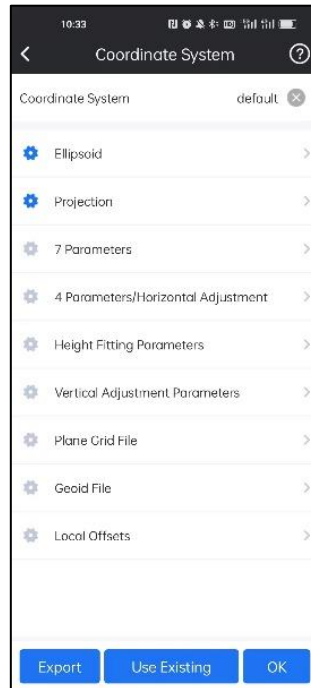 10:33
Coordinate System
Coordinate System default
Ellipsoid
Projection
7 Parameters
4 Parameters/Horizontal Adjustment
Height Fitting Parameters
Vertical Adjustment Parameters
Plane Grid File
Geoid File
Local Offsets
Export Use Existing OK